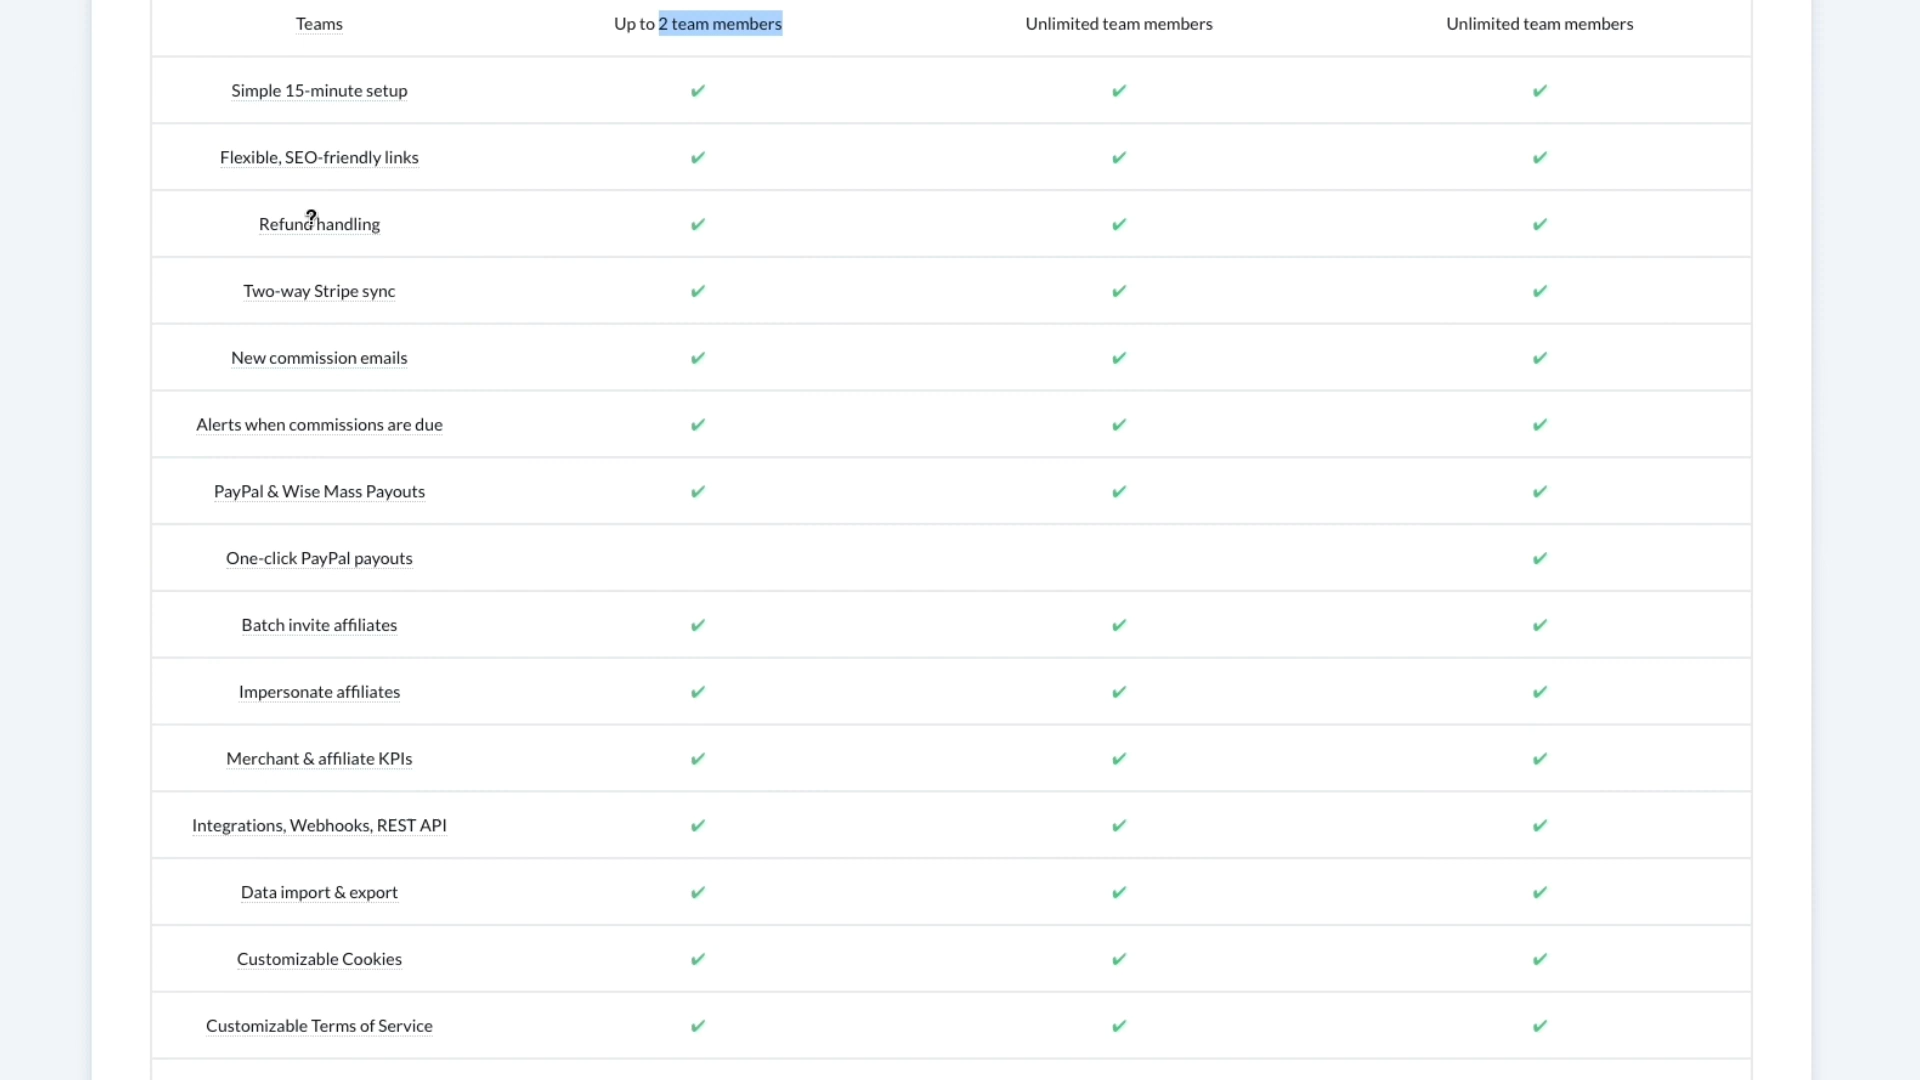 Teams Up to 2 team members Unlimited team members Unlimited team members
Simple 15-minute setup ✔ ✔ ✔
Flexible, SEO-friendly links ✔ ✔ ✔
Refund handling ✔ ✔ ✔
Two-way Stripe sync ✔ ✔ ✔
New commission emails ✔ ✔ ✔
Alerts when commissions are due ✔ ✔ ✔
PayPal & Wise Mass Payouts ✔ ✔ ✔
One-click PayPal payouts ✔
Batch invite affiliates ✔ ✔ ✔
Impersonate affiliates ✔ ✔ ✔
Merchant & affiliate KPIs ✔ ✔ ✔
Integrations, Webhooks, REST API ✔ ✔ ✔
Data import & export ✔ ✔ ✔
Customizable Cookies ✔ ✔ ✔
Customizable Terms of Service ✔ ✔ ✔